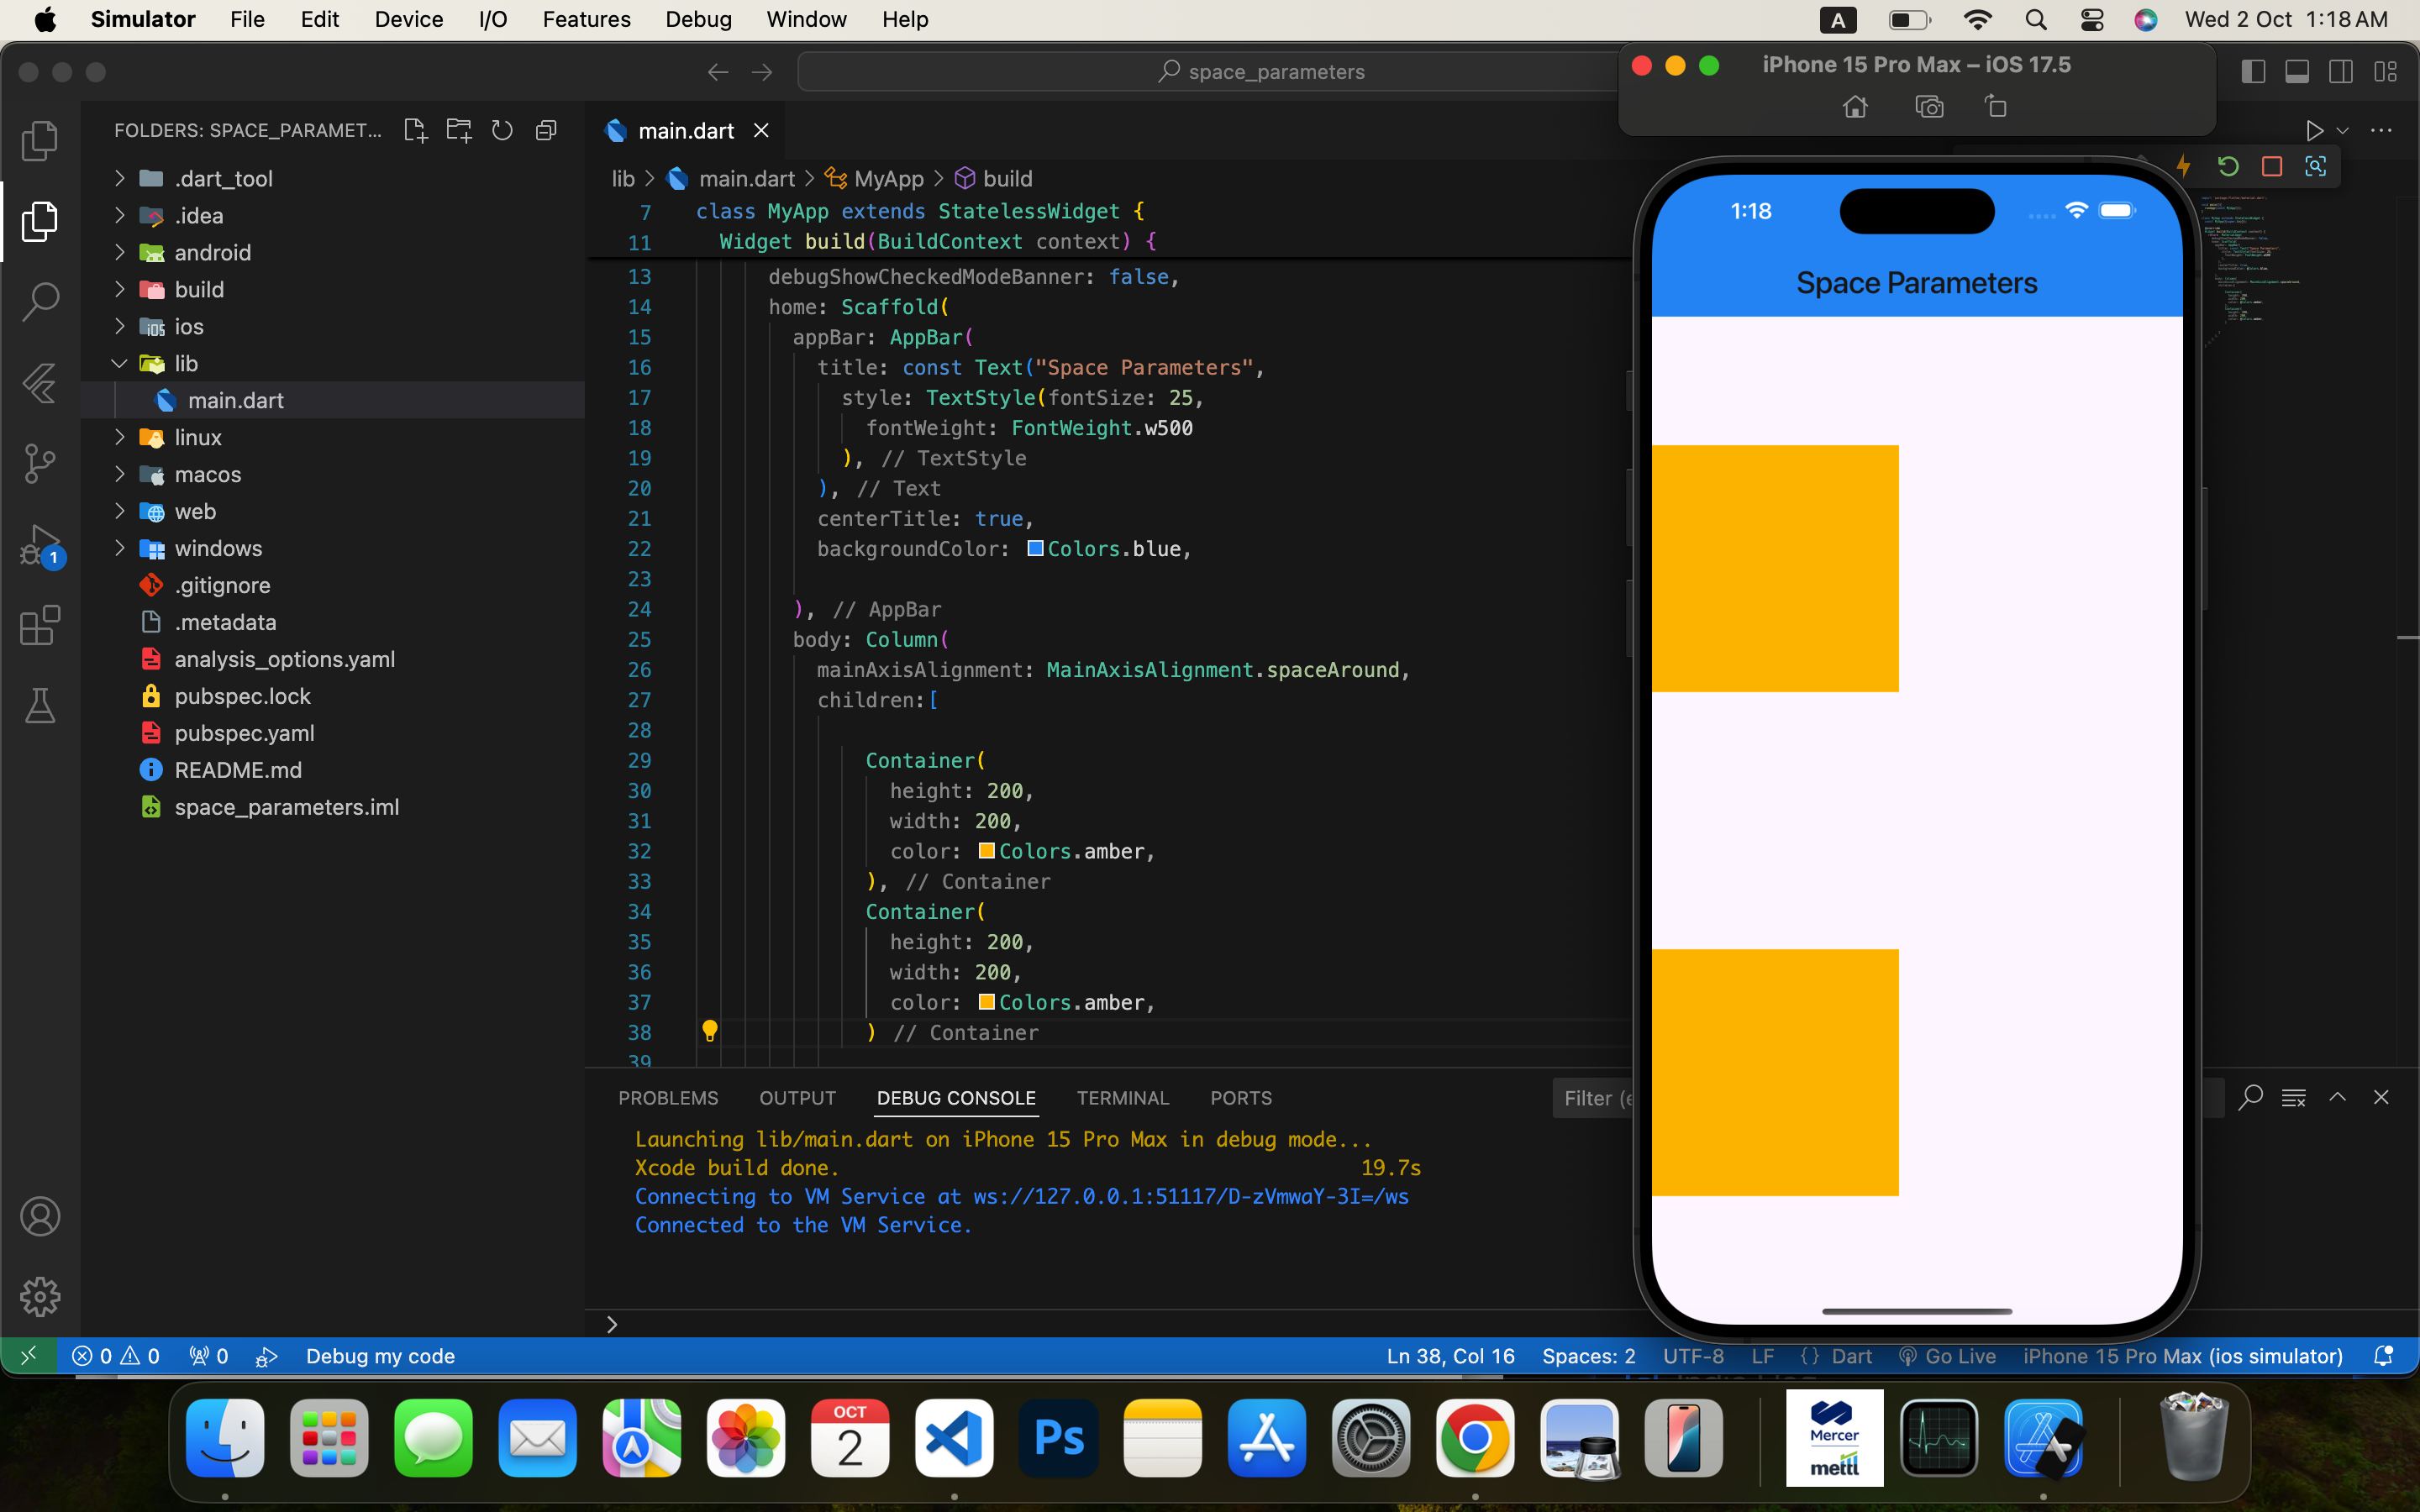 Simulator File Edit Device I/O Features Debug Window Help A Wed 2 Oct 1:18 AM
space_parameters
iPhone 15 Pro Max – iOS 17.5
FOLDERS: SPACE_PARAMET...
.dart_tool
.idea
android
build
ios
lib
main.dart
linux
macos
web
windows
.gitignore
.metadata
analysis_options.yaml
pubspec.lock
pubspec.yaml
README.md
space_parameters.iml
1
main.dart
lib > main.dart > MyApp > build
7 class MyApp extends StatelessWidget {
11 Widget build(BuildContext context) {
13 debugShowCheckedModeBanner: false,
14 home: Scaffold(
15 appBar: AppBar(
16 title: const Text("Space Parameters",
17 style: TextStyle(fontSize: 25,
18 fontWeight: FontWeight.w500
19 ), // TextStyle
20 ), // Text
21 centerTitle: true,
22 backgroundColor: Colors.blue,
23
24 ), // AppBar
25 body: Column(
26 mainAxisAlignment: MainAxisAlignment.spaceAround,
27 children:[
28
29 Container(
30 height: 200,
31 width: 200,
32 color: Colors.amber,
33 ), // Container
34 Container(
35 height: 200,
36 width: 200,
37 color: Colors.amber,
38 ) // Container
39
1:18
Space Parameters
PROBLEMS OUTPUT DEBUG CONSOLE TERMINAL PORTS Filter (e
Launching lib/main.dart on iPhone 15 Pro Max in debug mode...
Xcode build done. 19.7s
Connecting to VM Service at ws://127.0.0.1:51117/D-zVmwaY-3I=/ws
Connected to the VM Service.
0 0 0 Debug my code Ln 38, Col 16 Spaces: 2 UTF-8 LF {} Dart Go Live iPhone 15 Pro Max (ios simulator)
OCT
2
Ps
Mercer
mettl